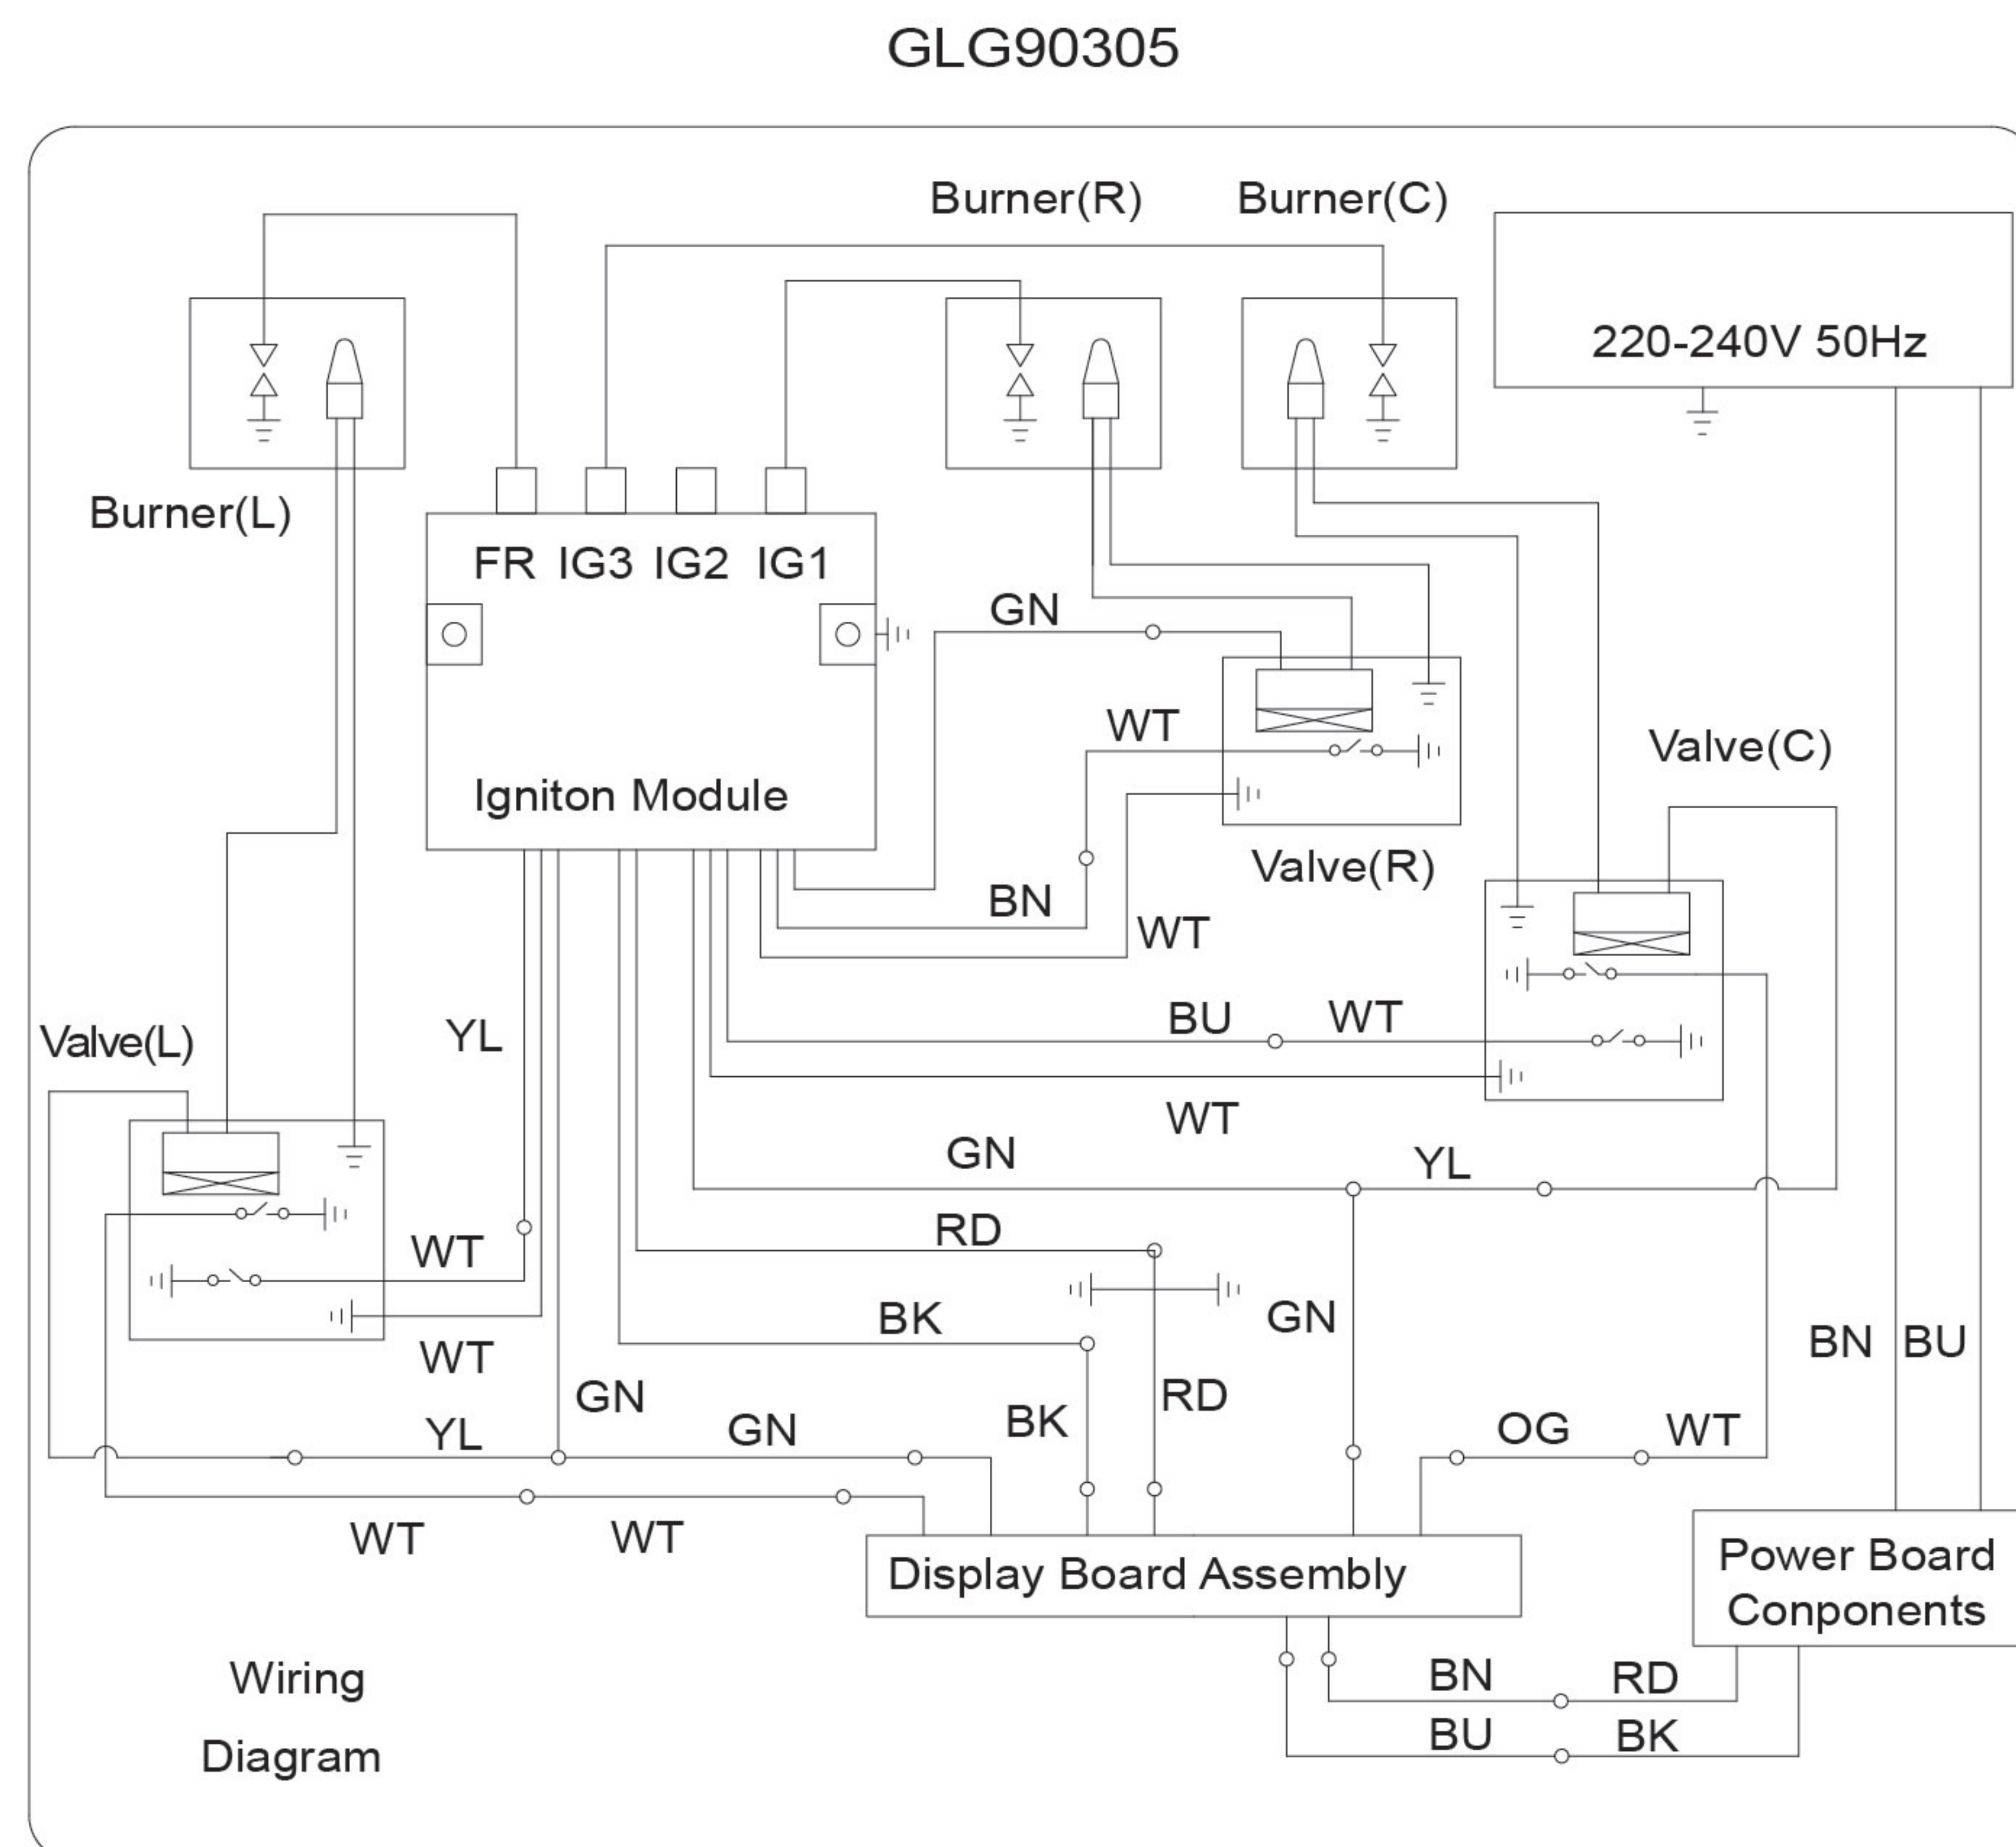 GLG90305
Burner(R) Burner(C)
220-240V 50Hz
Burner(L)
FR IG3 IG2 IG1
GN
WT
Valve(C)
Igniton Module
Valve(R)
BN
WT
BU WT
YL
Valve(L)
WT
GN YL
RD
WT
BK GN
BN BU
WT
GN
RD
BK
YL GN
OG WT
WT WT
Display Board Assembly
Power Board
Conponents
BN RD
BU BK
Wiring
Diagram